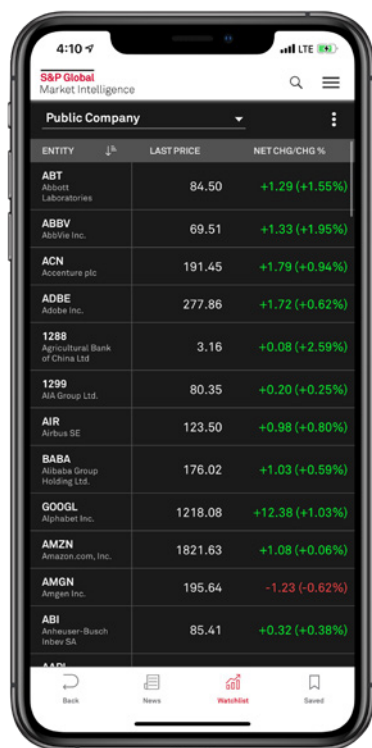 4:10
LTE
S&P Global
Market Intelligence
Public Company
ENTITY LAST PRICE NET CHG/CHG %
ABT
Abbott
Laboratories
84.50 +1.29 (+1.55%)
ABBV
AbbVie Inc.
69.51 +1.33 (+1.95%)
ACN
Accenture plc
191.45 +1.79 (+0.94%)
ADBE
Adobe Inc.
277.86 +1.72 (+0.62%)
1288
Agricultural Bank
of China Ltd
3.16 +0.08 (+2.59%)
1299
AIA Group Ltd.
80.35 +0.20 (+0.25%)
AIR
Airbus SE
123.50 +0.98 (+0.80%)
BABA
Alibaba Group
Holding Ltd.
176.02 +1.03 (+0.59%)
GOOGL
Alphabet Inc.
1218.08 +12.38 (+1.03%)
AMZN
Amazon.com, Inc.
1821.63 +1.08 (+0.06%)
AMGN
Amgen Inc.
195.64 -1.23 (-0.62%)
ABI
Anheuser-Busch
Inbev SA
85.41 +0.32 (+0.38%)
Back News Watchlist Saved